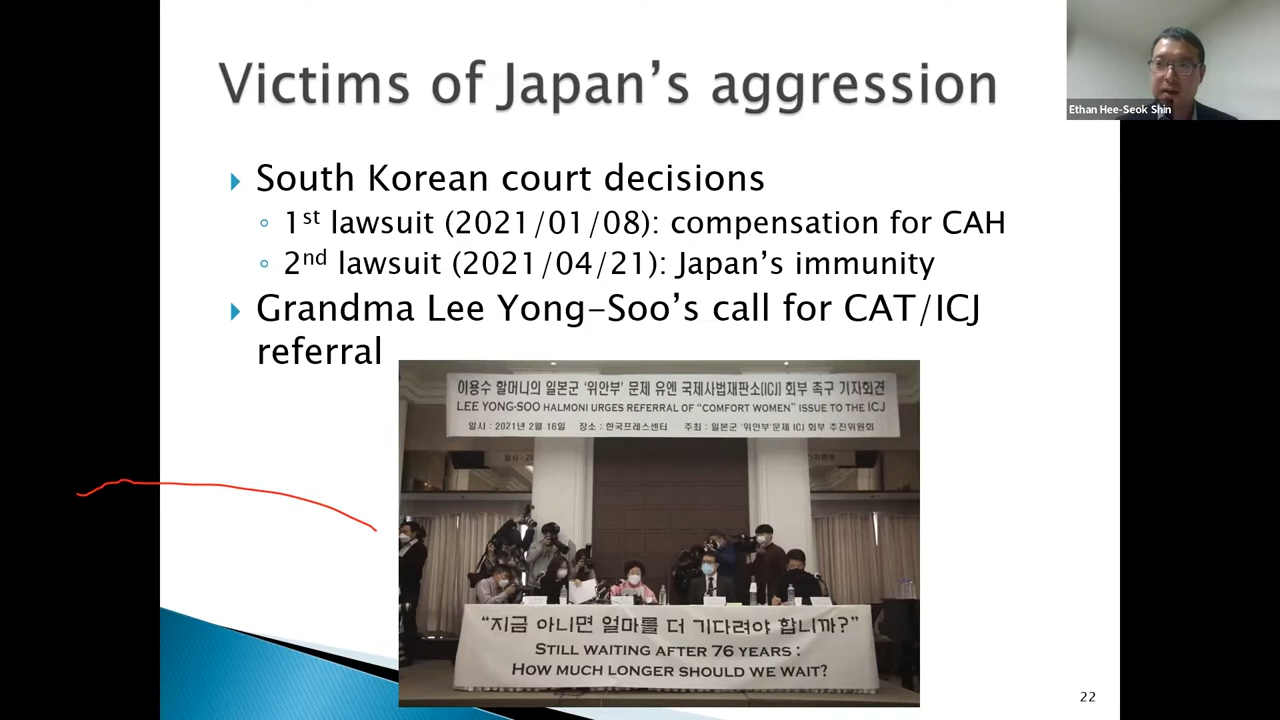 Victims of Japan's aggression
Ethan Hee-Seok Shin
South Korean court decisions
1st lawsuit (2021/01/08): compensation for CAH
2nd lawsuit (2021/04/21): Japan's immunity
Grandma Lee Yong-Soo's call for CAT/ICJ
referral
이용수 할머니의 일본군 '위안부' 문제 유엔 국제사법재판소(ICJ) 회부 촉구 기자회견
LEE YONG-SOO HALMONI URGES REFERRAL OF "COMFORT WOMEN" ISSUE TO THE ICJ
일시 : 2021년 2월 16일 장소 : 한국프레스센터 주최 : 일본군 '위안부'문제 ICJ 회부 추진위원회
"지금 아니면 얼마를 더 기다려야 합니까?"
STILL WAITING AFTER 76 YEARS :
HOW MUCH LONGER SHOULD WE WAIT?
22